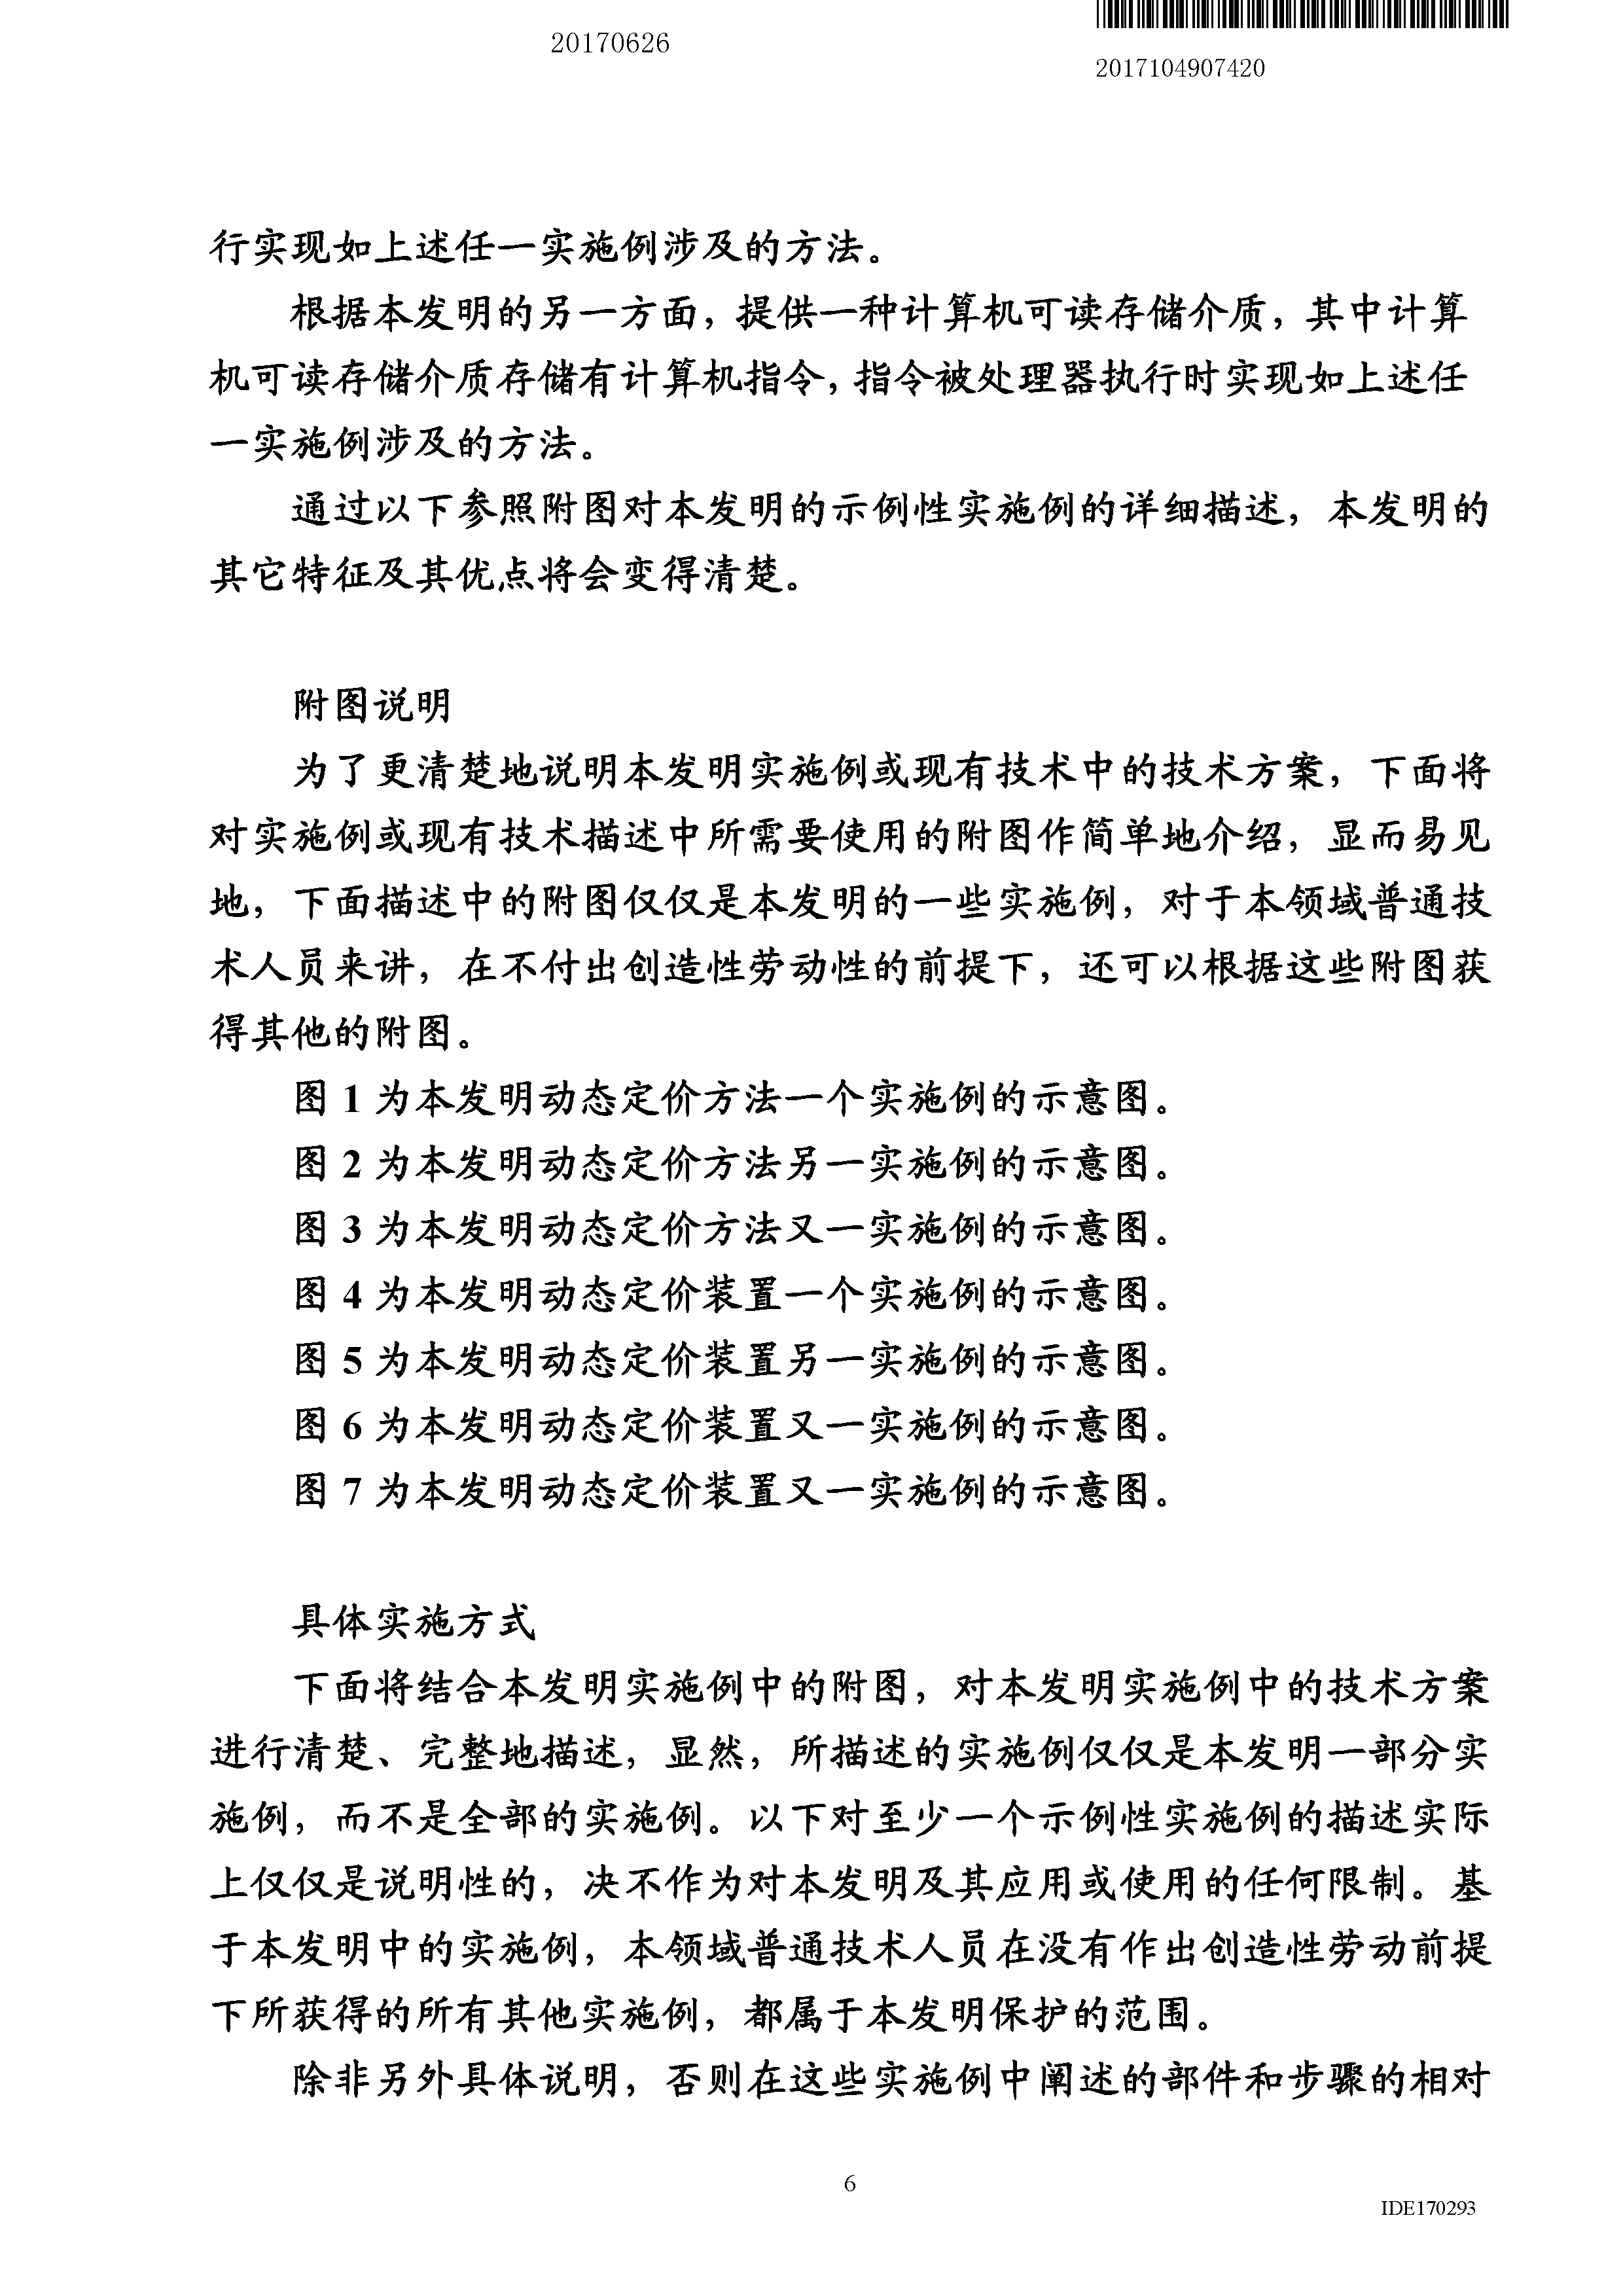 20170626
2017104907420
行实现如上述任一实施例涉及的方法。
根据本发明的另一方面，提供一种计算机可读存储介质，其中计算
机可读存储介质存储有计算机指令，指令被处理器执行时实现如上述任
一实施例涉及的方法。
通过以下参照附图对本发明的示例性实施例的详细描述，本发明的
其它特征及其优点将会变得清楚。
附图说明
为了更清楚地说明本发明实施例或现有技术中的技术方案，下面将
对实施例或现有技术描述中所需要使用的附图作简单地介绍，显而易见
地，下面描述中的附图仅仅是本发明的一些实施例，对于本领域普通技
术人员来讲，在不付出创造性劳动性的前提下，还可以根据这些附图获
得其他的附图。
图 1 为本发明动态定价方法一个实施例的示意图。
图 2 为本发明动态定价方法另一实施例的示意图。
图 3 为本发明动态定价方法又一实施例的示意图。
图 4 为本发明动态定价装置一个实施例的示意图。
图 5 为本发明动态定价装置另一实施例的示意图。
图 6 为本发明动态定价装置又一实施例的示意图。
图 7 为本发明动态定价装置又一实施例的示意图。
具体实施方式
下面将结合本发明实施例中的附图，对本发明实施例中的技术方案
进行清楚、完整地描述，显然，所描述的实施例仅仅是本发明一部分实
施例，而不是全部的实施例。以下对至少一个示例性实施例的描述实际
上仅仅是说明性的，决不作为对本发明及其应用或使用的任何限制。基
于本发明中的实施例，本领域普通技术人员在没有作出创造性劳动前提
下所获得的所有其他实施例，都属于本发明保护的范围。
除非另外具体说明，否则在这些实施例中阐述的部件和步骤的相对
6
IDE170293